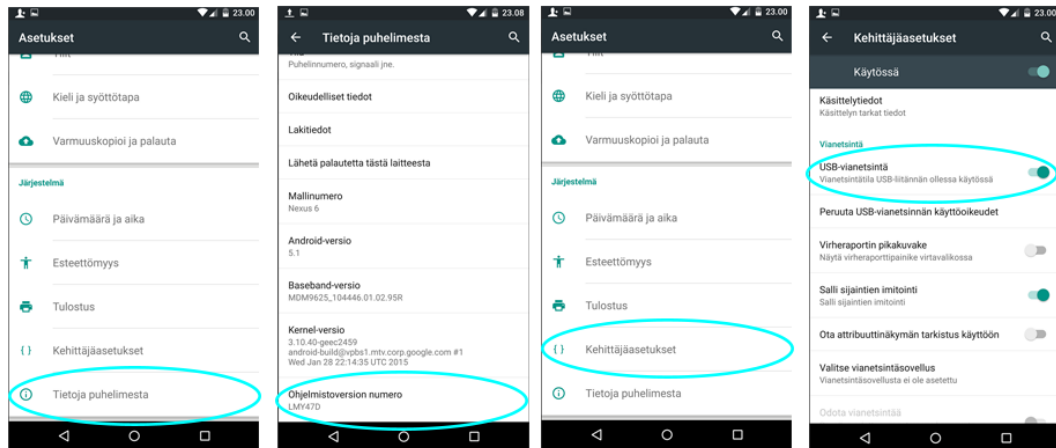 23.00
Asetukset
Kieli ja syöttötapa
Varmuuskopioi ja palauta
Järjestelmä
Päivämäärä ja aika
Esteettömyys
Tulostus
{ } Kehittäjäasetukset
Tietoja puhelimesta
23.08
Tietoja puhelimesta
Puhelinnumero, signaali jne.
Oikeudelliset tiedot
Lakitiedot
Lähetä palautetta tästä laitteesta
Mallinumero
Nexus 6
Android-versio
5.1
Baseband-versio
MDM9625_104446.01.02.95R
Kernel-versio
3.10.40-geec2459
android-build@vpbs1.mtv.corp.google.com #1
Wed Jan 28 22:14:35 UTC 2015
Ohjelmistoversion numero
LMY47D
23.00
Asetukset
Kieli ja syöttötapa
Varmuuskopioi ja palauta
Järjestelmä
Päivämäärä ja aika
Esteettömyys
Tulostus
{ } Kehittäjäasetukset
Tietoja puhelimesta
23.00
Kehittäjäasetukset
Käytössä
Käsittelytiedot
Käsittelyn tarkat tiedot
Vianetsintä
USB-vianetsintä
Vianetsintätila USB-liitännän ollessa käytössä
Peruuta USB-vianetsinnän käyttöoikeudet
Virheraportin pikakuvake
Näytä virheraporttipainike virtavalikossa
Salli sijaintien imitointi
Salli sijaintien imitointi
Ota attribuuttinäkymän tarkistus käyttöön
Valitse vianetsintäsovellus
Vianetsintäsovellusta ei ole asetettu
Odota vianetsintää